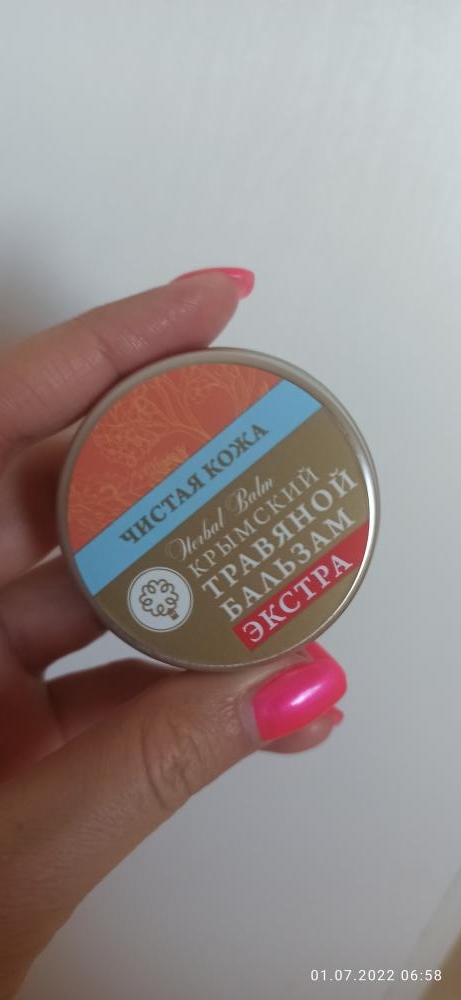 ЧИСТАЯ КОЖА
Herbal Balm
КРЫМСКИЙ
ТРАВЯНОЙ
БАЛЬЗАМ
ЭКСТРА
01.07.2022 06:58